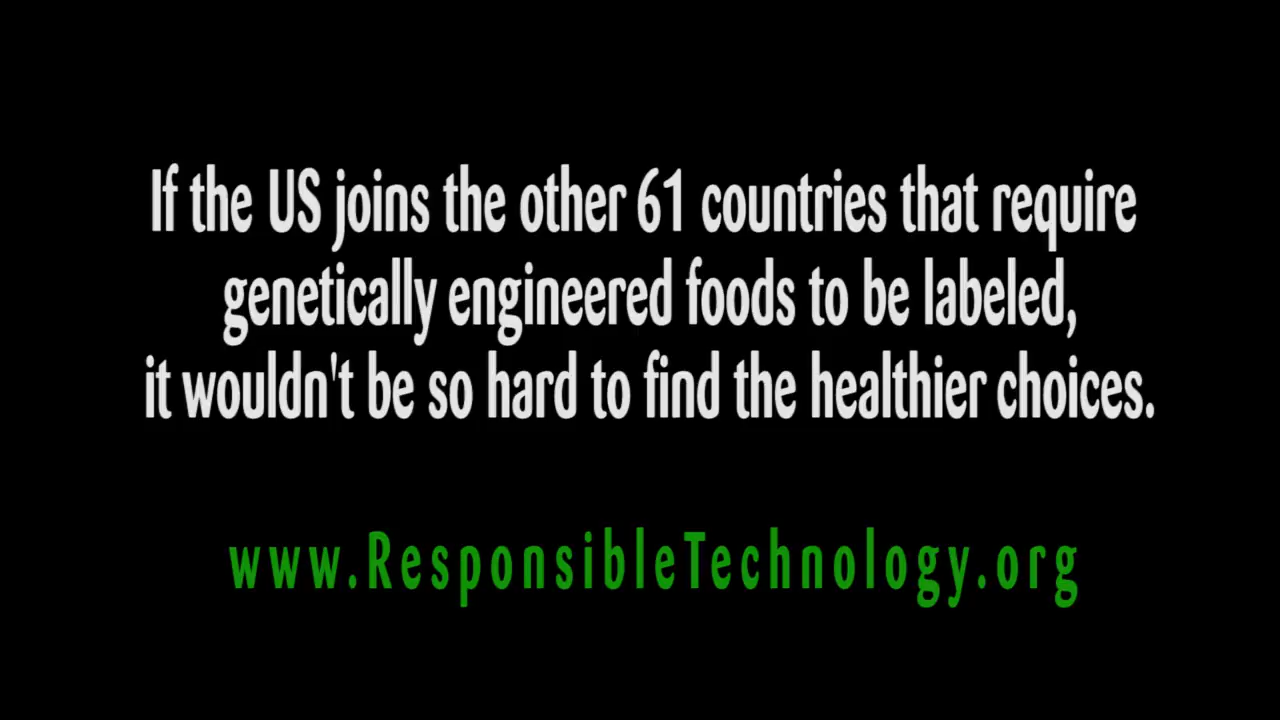 If the US joins the other 61 countries that require
genetically engineered foods to be labeled,
it wouldn't be so hard to find the healthier choices.
www.ResponsibleTechnology.org